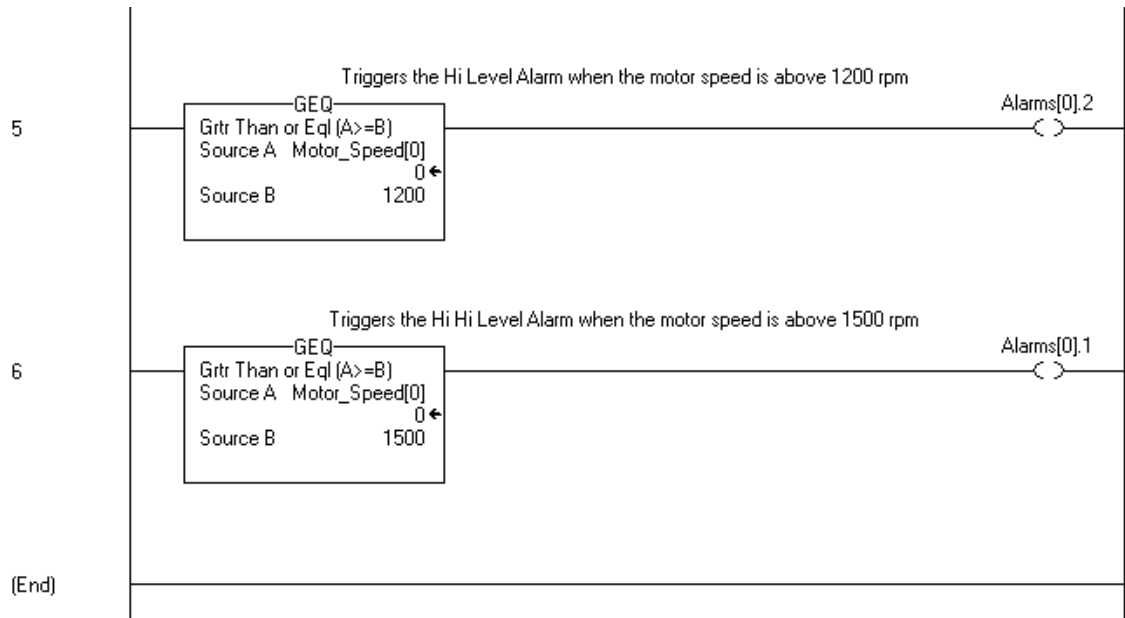 Triggers the Hi Level Alarm when the motor speed is above 1200 rpm
GEQ
Alarms[0].2
5
Grtr Than or Eql (A>=B)
Source A Motor_Speed[0]
0
Source B 1200
Triggers the Hi Hi Level Alarm when the motor speed is above 1500 rpm
GEQ
Alarms[0].1
6
Grtr Than or Eql (A>=B)
Source A Motor_Speed[0]
0
Source B 1500
(End)